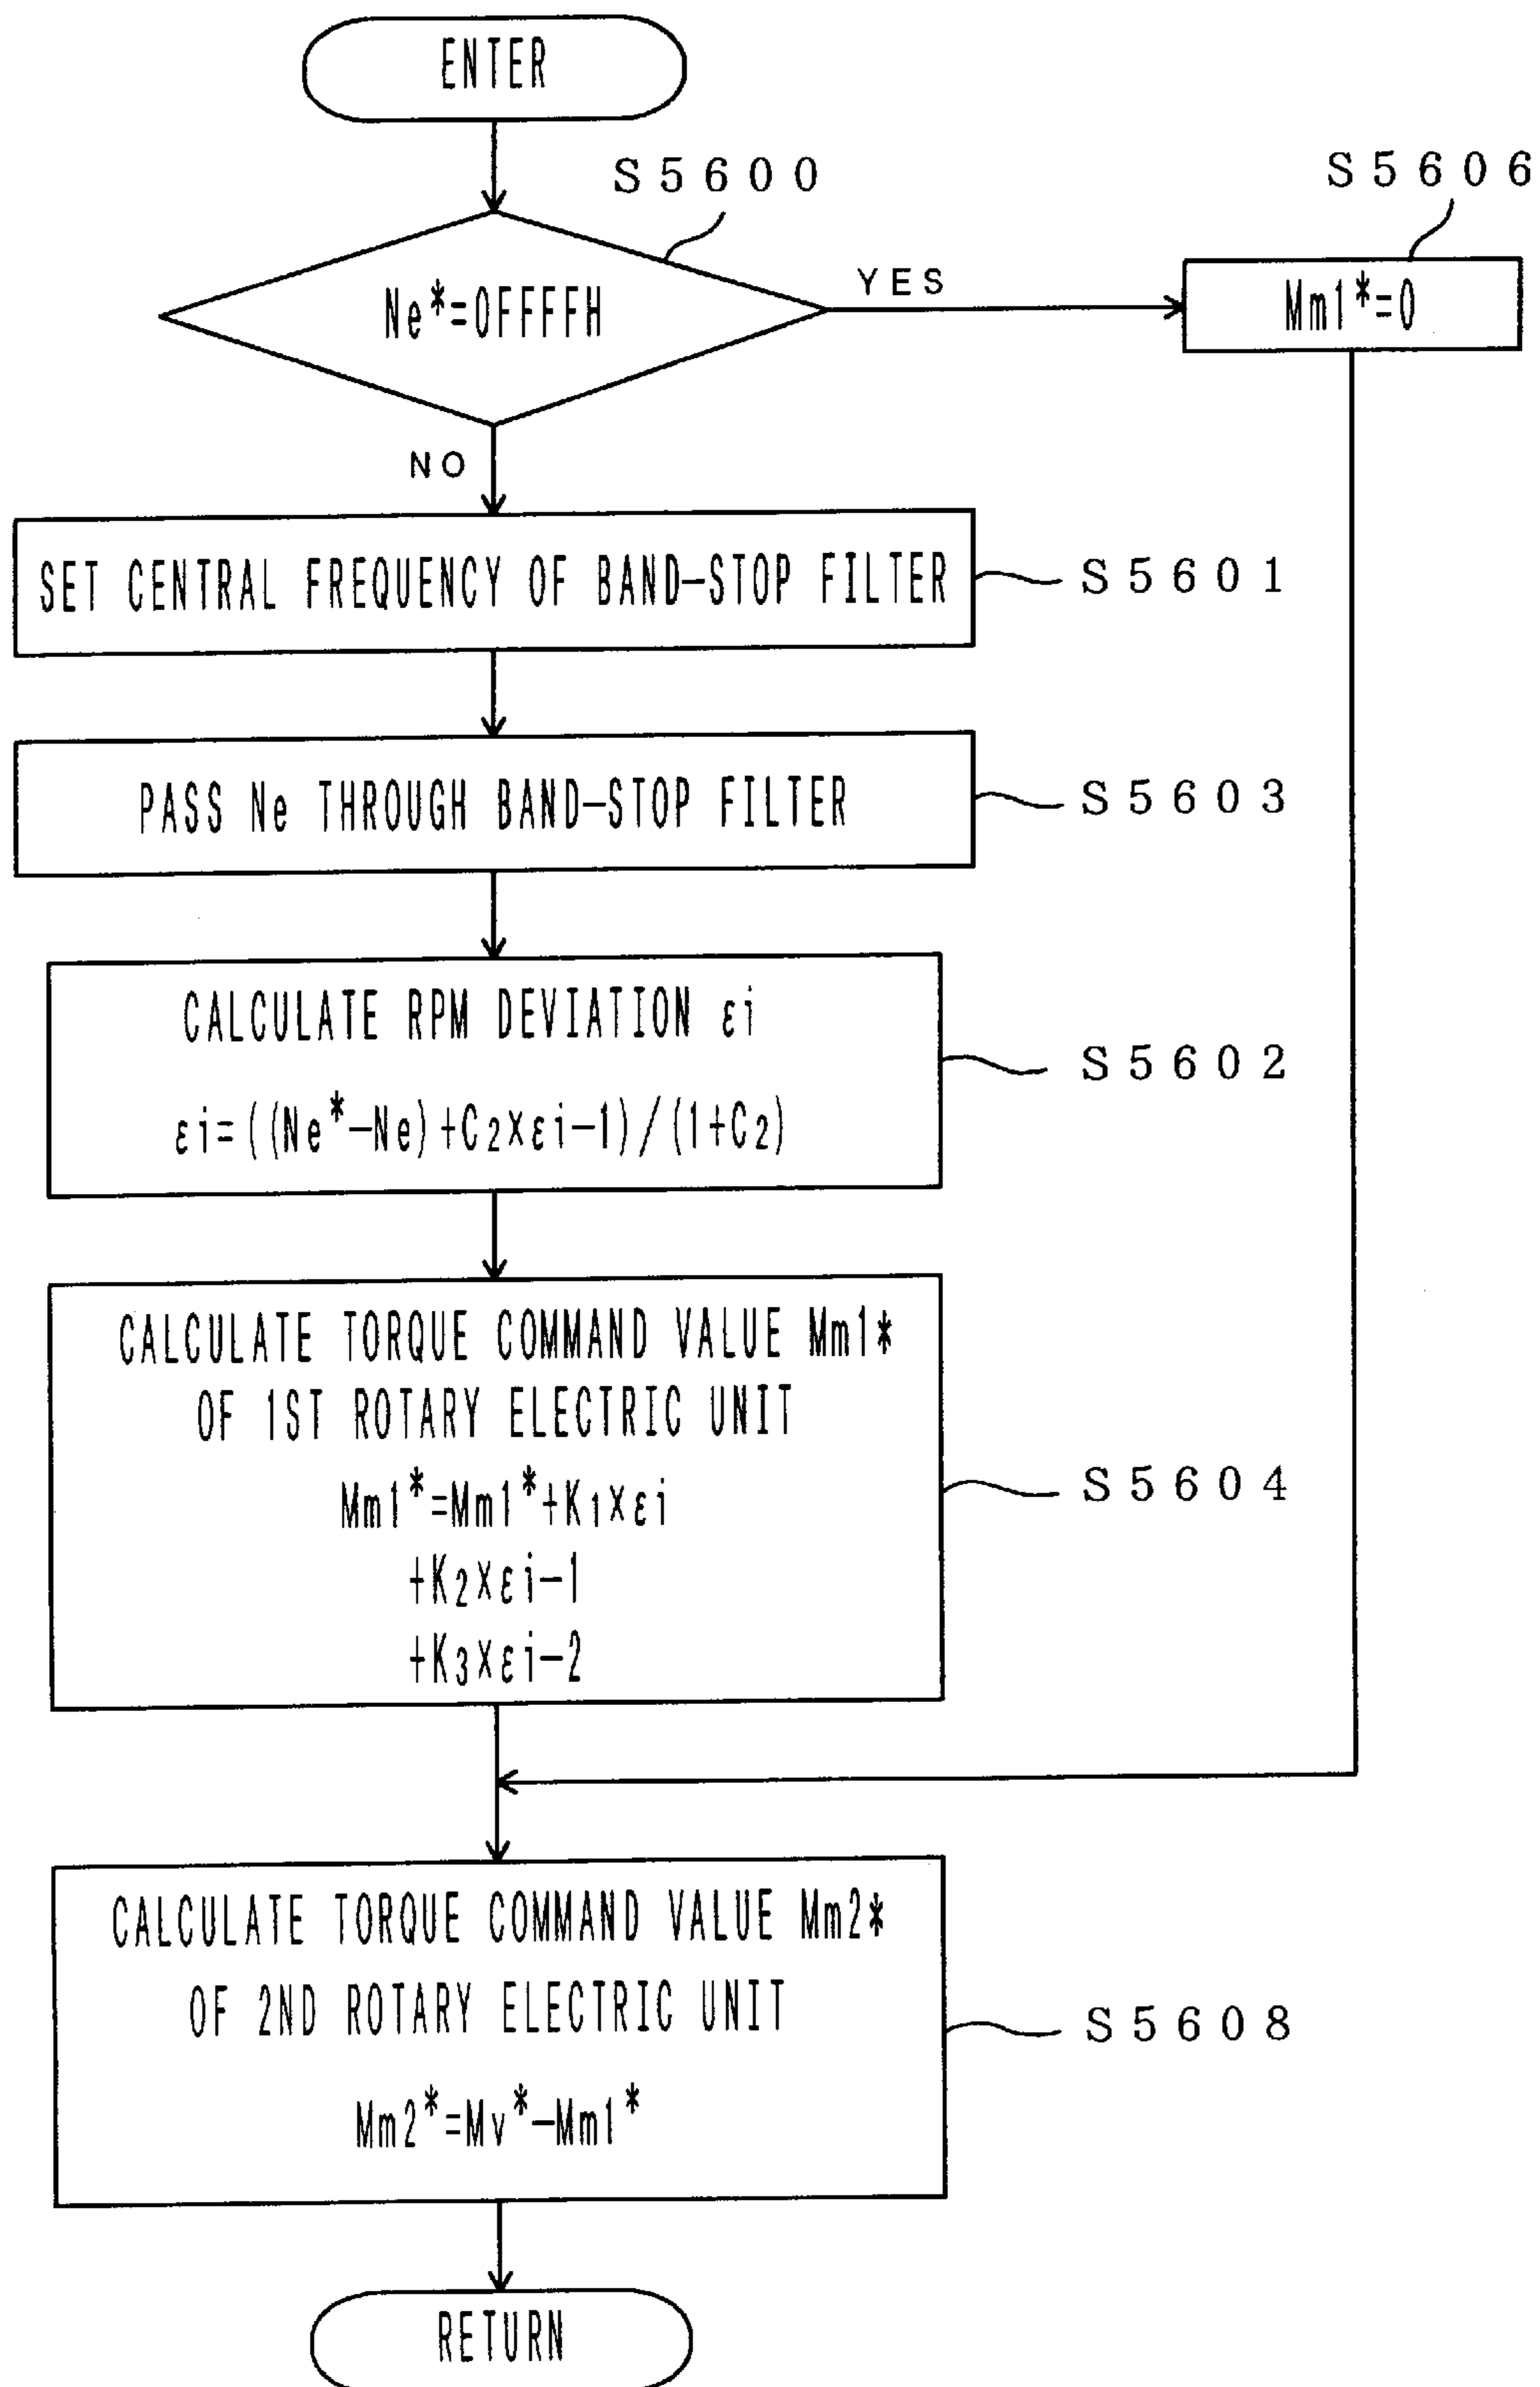 ENTER
S5600
S5606
Ne*=0FFFFH
YES
Mm1*=0
NO
SET CENTRAL FREQUENCY OF BAND-STOP FILTER
S5601
PASS Ne THROUGH BAND-STOP FILTER
S5603
CALCULATE RPM DEVIATION εi
εi=((Ne*-Ne)+C2×εi-1)/(1+C2)
S5602
CALCULATE TORQUE COMMAND VALUE Mm1*
OF 1ST ROTARY ELECTRIC UNIT
Mm1*=Mm1*+K1×εi
+K2×εi-1
+K3×εi-2
S5604
CALCULATE TORQUE COMMAND VALUE Mm2*
OF 2ND ROTARY ELECTRIC UNIT
Mm2*=Mv*-Mm1*
S5608
RETURN